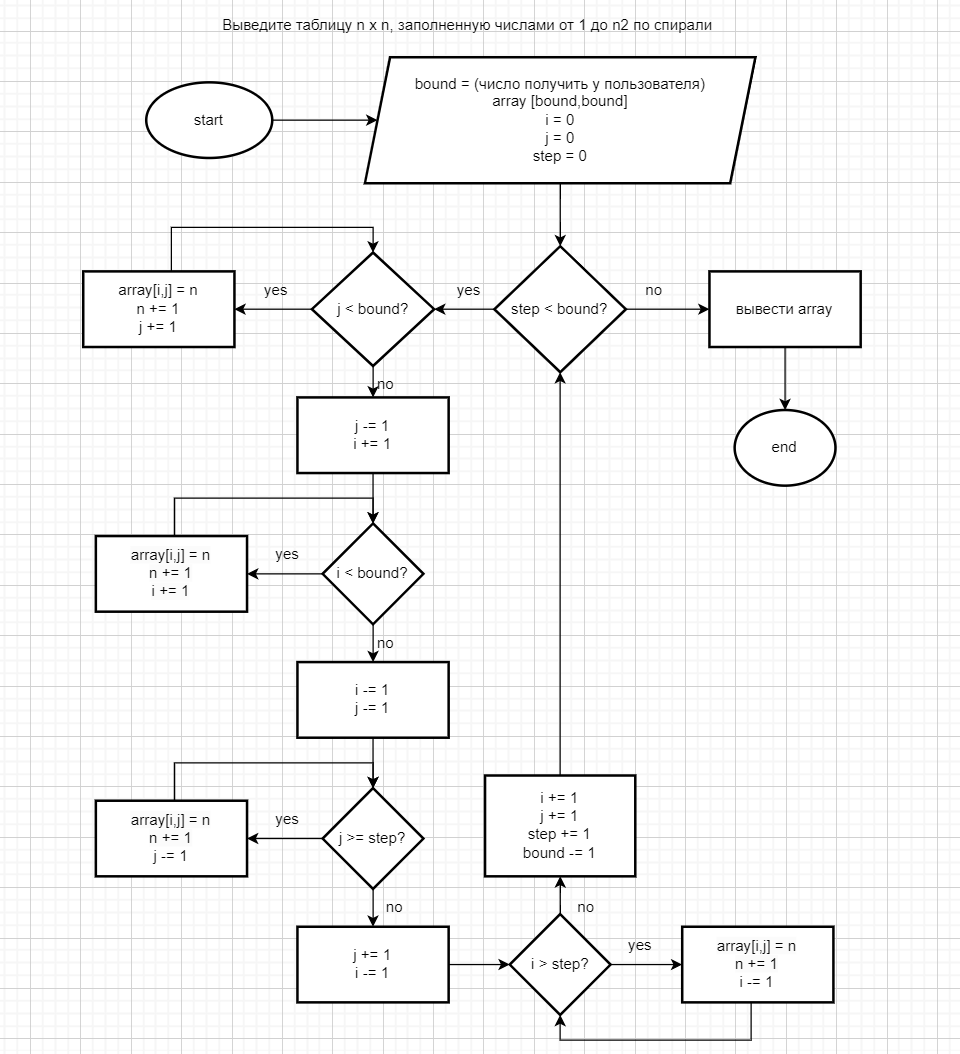 Выведите таблицу n x n, заполненную числами от 1 до n2 по спирали
start
bound = (число получить у пользователя)
array [bound,bound]
i = 0
j = 0
step = 0
array[i,j] = n
n += 1
j += 1
yes
j < bound?
yes
step < bound?
no
вывести array
no
j -= 1
i += 1
end
array[i,j] = n
n += 1
i += 1
yes
i < bound?
no
i -= 1
j -= 1
array[i,j] = n
n += 1
j -= 1
yes
j >= step?
i += 1
j += 1
step += 1
bound -= 1
no
no
j += 1
i -= 1
i > step?
yes
array[i,j] = n
n += 1
i -= 1